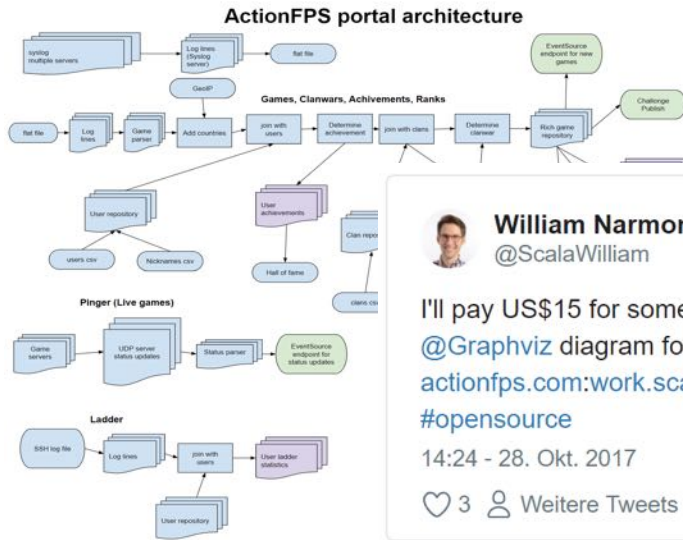 ActionFPS portal architecture
syslog
multiple servers
Log lines
(Syslog
server)
flat file
EventSource
endpoint for new
games
GeoIP
Games, Clanwars, Achivements, Ranks
Challenge
Publish
flat file
Log
lines
Game
parser
Add countries
join with
users
Determine
achievement
join with clans
Determine
clanwar
Rich game
repository
User repository
User
achievements
users csv
Nicknames csv
Hall of fame
Pinger (Live games)
Game
servers
UDP server
status updates
Status parser
EventSource
endpoint for
status updates
Ladder
SSH log file
Log lines
join with
users
User ladder
statistics
User repository
William Narmon
@ScalaWilliam
I'll pay US$15 for some
@Graphviz diagram fo
actionfps.com:work.sca
#opensource
14:24 - 28. Okt. 2017
3 Weitere Tweets